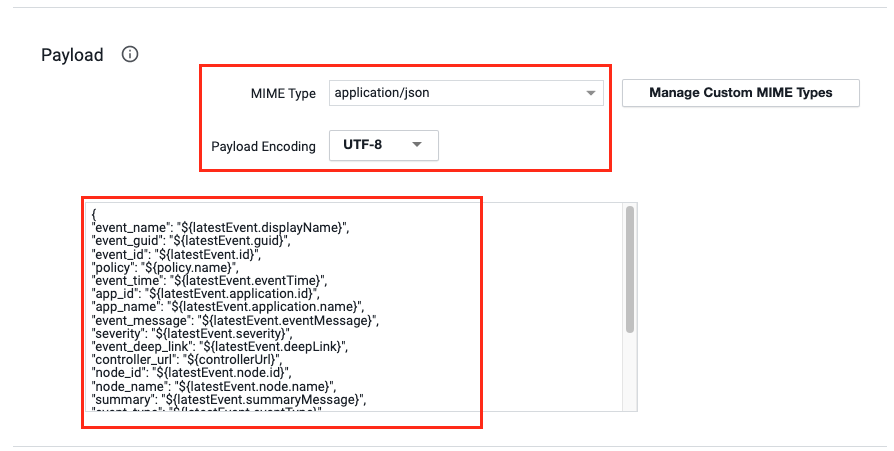 Payload
MIME Type application/json Manage Custom MIME Types
Payload Encoding UTF-8
{
"event_name": "${latestEvent.displayName}",
"event_guid": "${latestEvent.guid}",
"event_id": "${latestEvent.id}",
"policy": "${policy.name}",
"event_time": "${latestEvent.eventTime}",
"app_id": "${latestEvent.application.id}",
"app_name": "${latestEvent.application.name}",
"event_message": "${latestEvent.eventMessage}",
"severity": "${latestEvent.severity}",
"event_deep_link": "${latestEvent.deepLink}",
"controller_url": "${controllerUrl}",
"node_id": "${latestEvent.node.id}",
"node_name": "${latestEvent.node.name}",
"summary": "${latestEvent.summaryMessage}",
"event_type": "${latestEvent.eventType}",